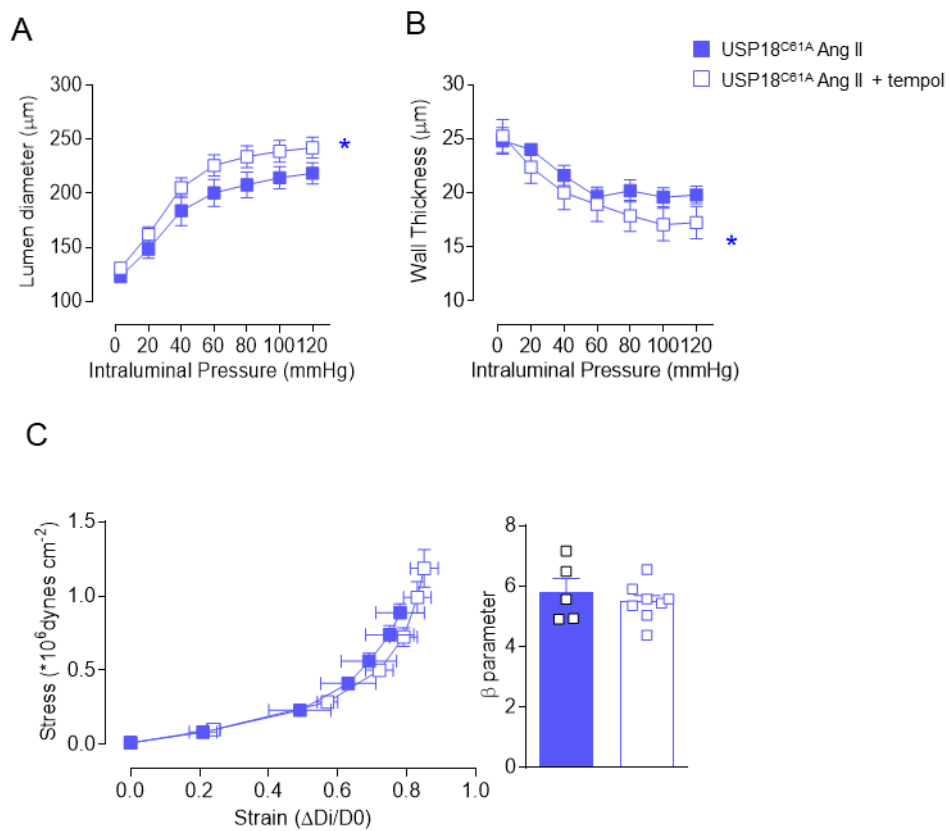 A
B
USP18ᶜ⁶¹ᴬ Ang II
USP18ᶜ⁶¹ᴬ Ang II + tempol
Lumen diameter (μm)
300
250
200
150
100
*
0 20 40 60 80 100 120
Intraluminal Pressure (mmHg)
Wall Thickness (μm)
30
25
20
15
10
*
0 20 40 60 80 100 120
Intraluminal Pressure (mmHg)
C
Stress (*10⁶dynes cm⁻²)
1.5
1.0
0.5
0.0
0.0 0.2 0.4 0.6 0.8 1.0
Strain (ΔDi/D0)
β parameter
8
6
4
2
0